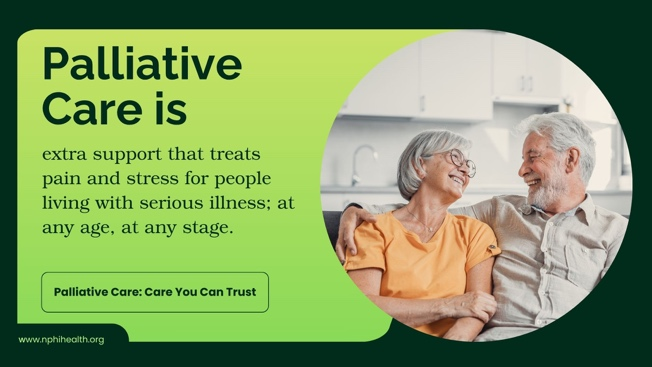 Palliative
Care is
extra support that treats
pain and stress for people
living with serious illness; at
any age, at any stage.
Palliative Care: Care You Can Trust
www.nphihealth.org